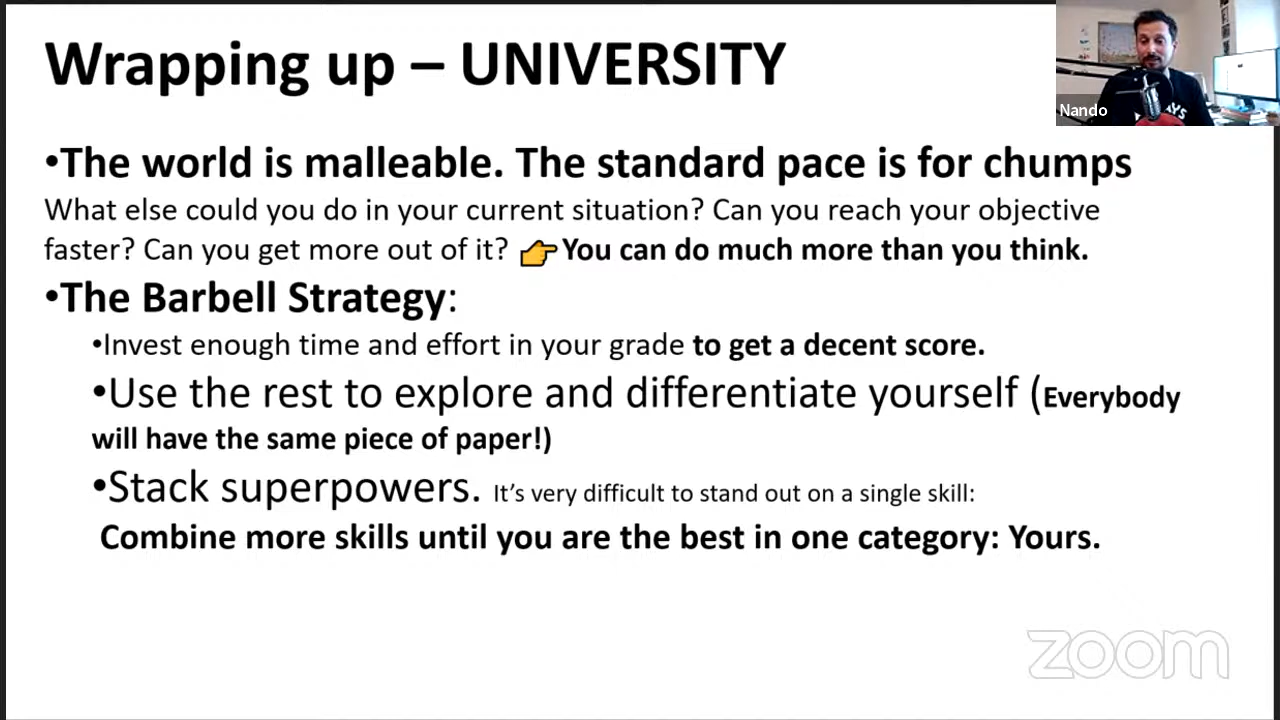 Wrapping up – UNIVERSITY
Nando
•The world is malleable. The standard pace is for chumps
What else could you do in your current situation? Can you reach your objective
faster? Can you get more out of it? 👉You can do much more than you think.
•The Barbell Strategy:
•Invest enough time and effort in your grade to get a decent score.
•Use the rest to explore and differentiate yourself (Everybody
will have the same piece of paper!)
•Stack superpowers. It’s very difficult to stand out on a single skill:
Combine more skills until you are the best in one category: Yours.
zoom